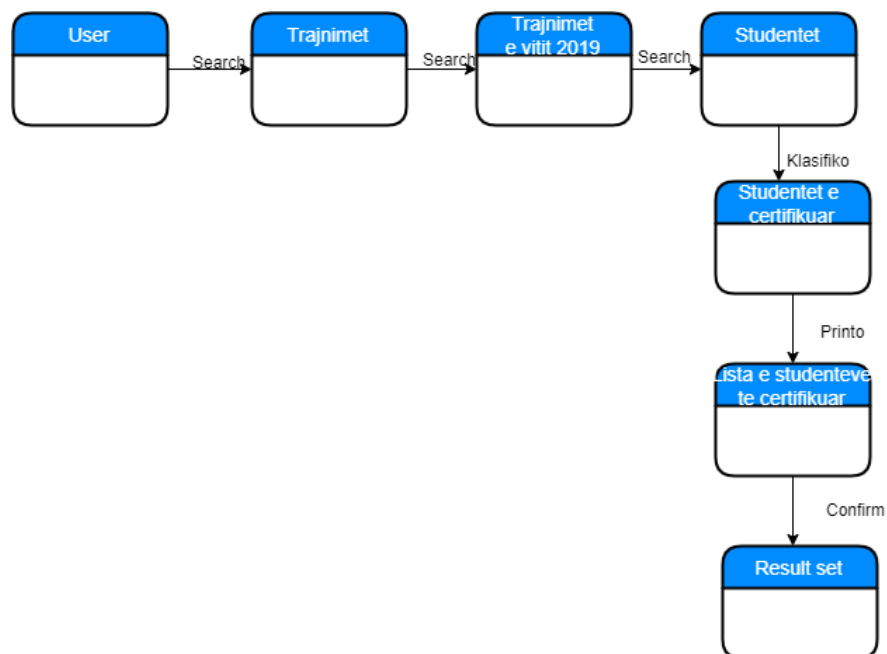 User
Search
Trajnimet
Search
Trajnimet
e vitit 2019
Search
Studentet
Klasifiko
Studentet e
certifikuar
Printo
Lista e studenteve
te certifikuar
Confirm
Result set